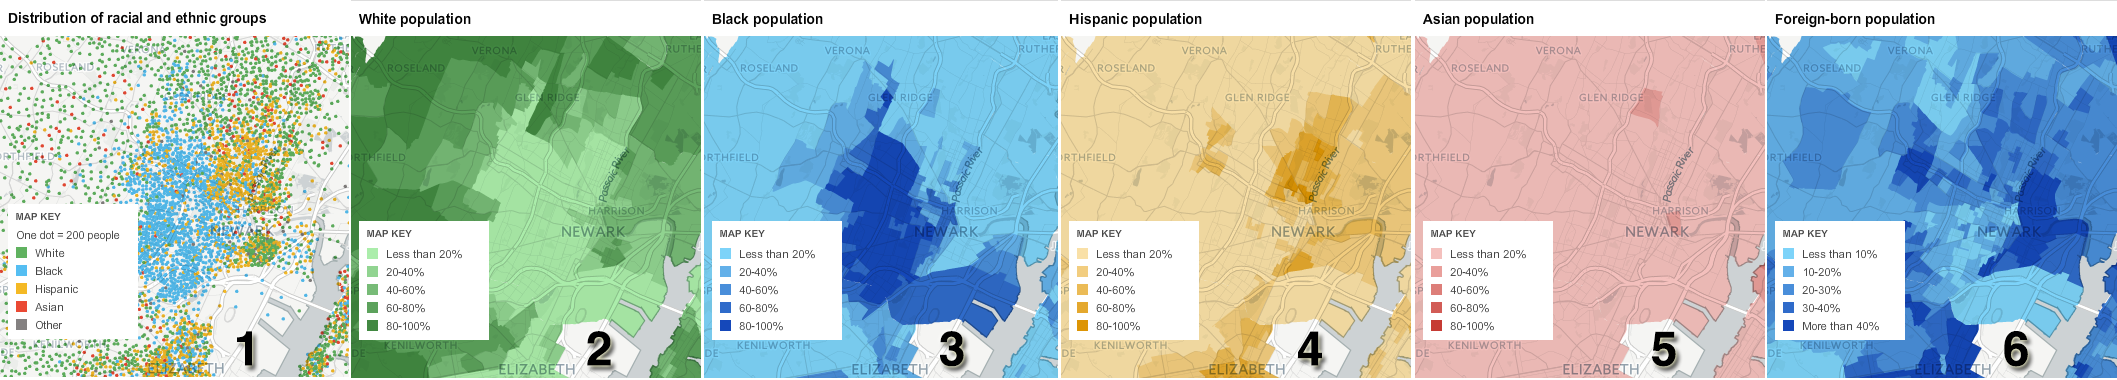 Distribution of racial and ethnic groups
VERONA
ROSELAND
NEWARK
MAP KEY
One dot = 200 people
White
Black
Hispanic
Asian
Other
ELIZABETH
1
White population
VERONA
RUTHE
ROSELAND
GLEN RIDGE
RTHFIELD
Passaic River
HARRISON
NEWARK
MAP KEY
Less than 20%
20-40%
40-60%
60-80%
80-100%
KENILWORTH
ELIZABETH
2
Black population
VERONA
RUTHE
ROSELAND
GLEN RIDGE
ORTHFIELD
Passaic River
HARRISON
NEWARK
MAP KEY
Less than 20%
20-40%
40-60%
60-80%
80-100%
KENILWORTH
ELIZABETH
3
Hispanic population
VERONA
RUTHE
ROSELAND
GLEN RIDGE
ORTHFIELD
Passaic River
HARRISON
NEWARK
MAP KEY
Less than 20%
20-40%
40-60%
60-80%
80-100%
KENILWORTH
ELIZABETH
4
Asian population
VERONA
RUTHE
ROSELAND
GLEN RIDGE
ORTHFIELD
Passaic River
HARRISON
NEWARK
MAP KEY
Less than 20%
20-40%
40-60%
60-80%
80-100%
KENILWORTH
ELIZABETH
5
Foreign-born population
VERONA
RUTH
ROSELAND
GLEN RIDGE
ORTHFIELD
Passaic River
HARRISON
NEWARK
MAP KEY
Less than 10%
10-20%
20-30%
30-40%
More than 40%
KENILWORTH
ELIZABETH
6